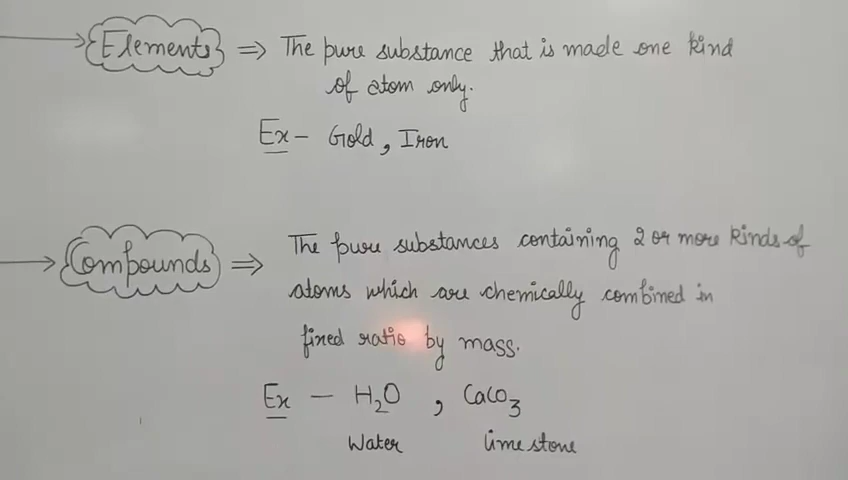 Elements ⇒ The pure substance that is made one kind
of atom only.
Ex - Gold, Iron
Compounds ⇒ The pure substances containing 2 or more kinds of
atoms which are chemically combined in
fixed ratio by mass.
Ex - H₂O, CaCO₃
Water limestone